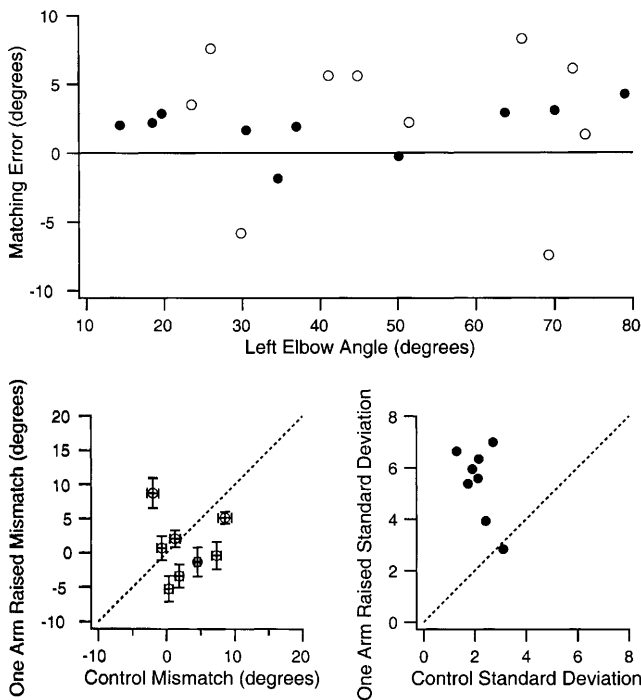 10
5
0
-5
-10
Matching Error (degrees)
10 20 30 40 50 60 70 80
Left Elbow Angle (degrees)
20
15
10
5
0
-5
-10
One Arm Raised Mismatch (degrees)
-10 0 10 20
Control Mismatch (degrees)
8
6
4
2
0
One Arm Raised Standard Deviation
0 2 4 6 8
Control Standard Deviation